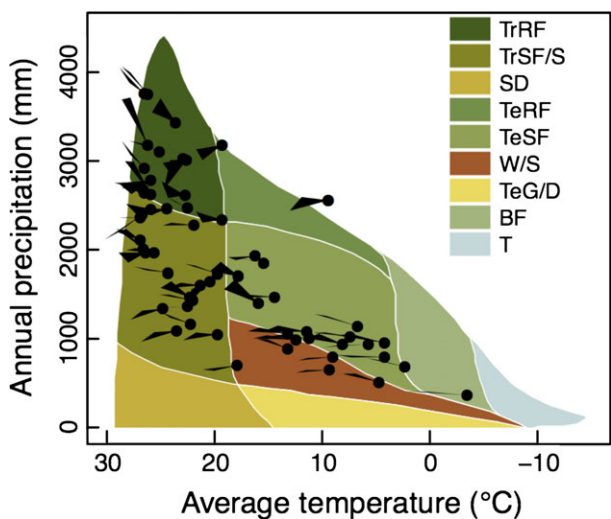 TrRF
TrSF/S
SD
TeRF
TeSF
W/S
TeG/D
BF
T
Annual precipitation (mm)
4000
3000
2000
1000
0
30
20
10
0
−10
Average temperature (°C)